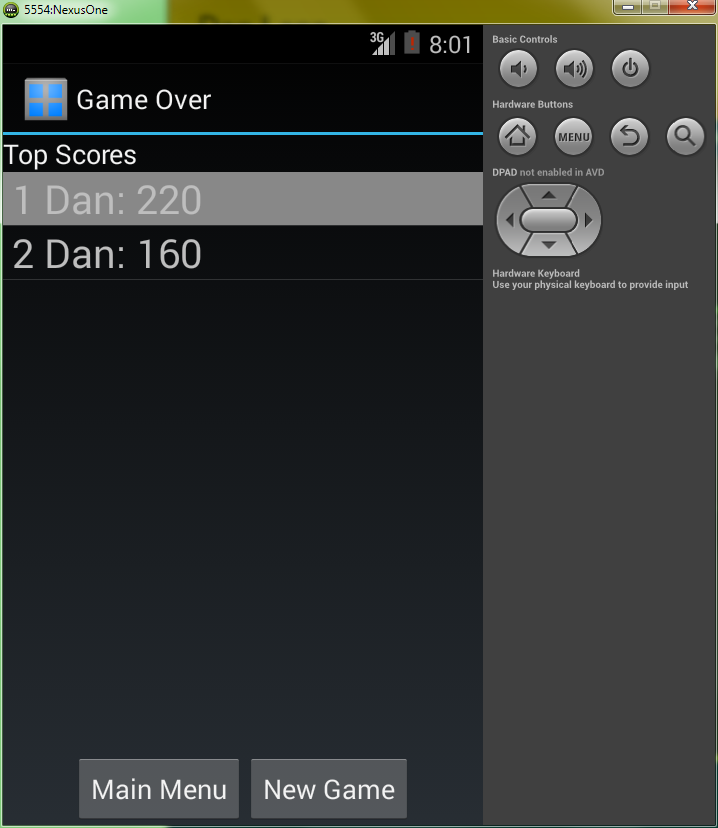 5554:NexusOne
3G 8:01
Game Over
Top Scores
1 Dan: 220
2 Dan: 160
Main Menu
New Game
Basic Controls
Hardware Buttons
MENU
DPAD not enabled in AVD
Hardware Keyboard
Use your physical keyboard to provide input